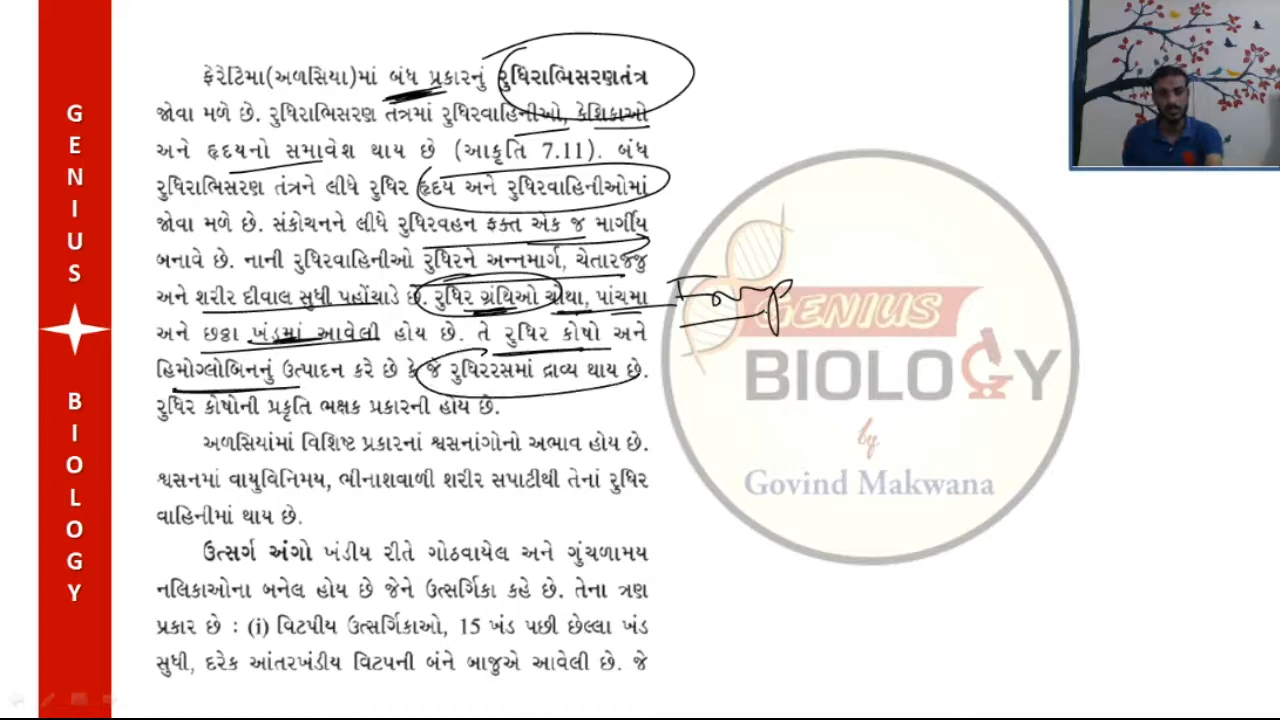 GENIUS BIOLOGY
ફેરેટિમા(અળસિયા)માં બંધ પ્રકારનું રુધિરાભિસરણતંત્ર
જોવા મળે છે. રુધિરાભિસરણ તંત્રમાં રુધિરવાહિનીઓ, કેશિકાઓ
અને હૃદયનો સમાવેશ થાય છે (આકૃતિ 7.11). બંધ
રુધિરાભિસરણ તંત્રને લીધે રુધિર હૃદય અને રુધિરવાહિનીઓમાં
જોવા મળે છે. સંકોચનને લીધે રુધિરવહન ફક્ત એક જ માર્ગીય
બનાવે છે. નાની રુધિરવાહિનીઓ રુધિરને અન્નમાર્ગ, ચેતારજ્જુ
અને શરીર દીવાલ સુધી પહોંચાડે છે. રુધિર ગ્રંથિઓ ચોથા, પાંચમા
અને છઠ્ઠા ખંડમાં આવેલી હોય છે. તે રુધિર કોષો અને
હિમોગ્લોબિનનું ઉત્પાદન કરે છે કે જે રુધિરરસમાં દ્રાવ્ય થાય છે.
રુધિર કોષોની પ્રકૃતિ ભક્ષક પ્રકારની હોય છે.
અળસિયાંમાં વિશિષ્ટ પ્રકારનાં શ્વસનાંગોનો અભાવ હોય છે.
શ્વસનમાં વાયુવિનિમય, ભીનાશવાળી શરીર સપાટીથી તેનાં રુધિર
વાહિનીમાં થાય છે.
ઉત્સર્ગ અંગો ખંડીય રીતે ગોઠવાયેલ અને ગુંચળામય
નલિકાઓના બનેલ હોય છે જેને ઉત્સર્ગિકા કહે છે. તેના ત્રણ
પ્રકાર છે : (i) વિટપીય ઉત્સર્ગિકાઓ, 15 ખંડ પછી છેલ્લા ખંડ
સુધી, દરેક આંતરખંડીય વિટપની બંને બાજુએ આવેલી છે. જે
GENIUS
BIOLOGY
by
Govind Makwana